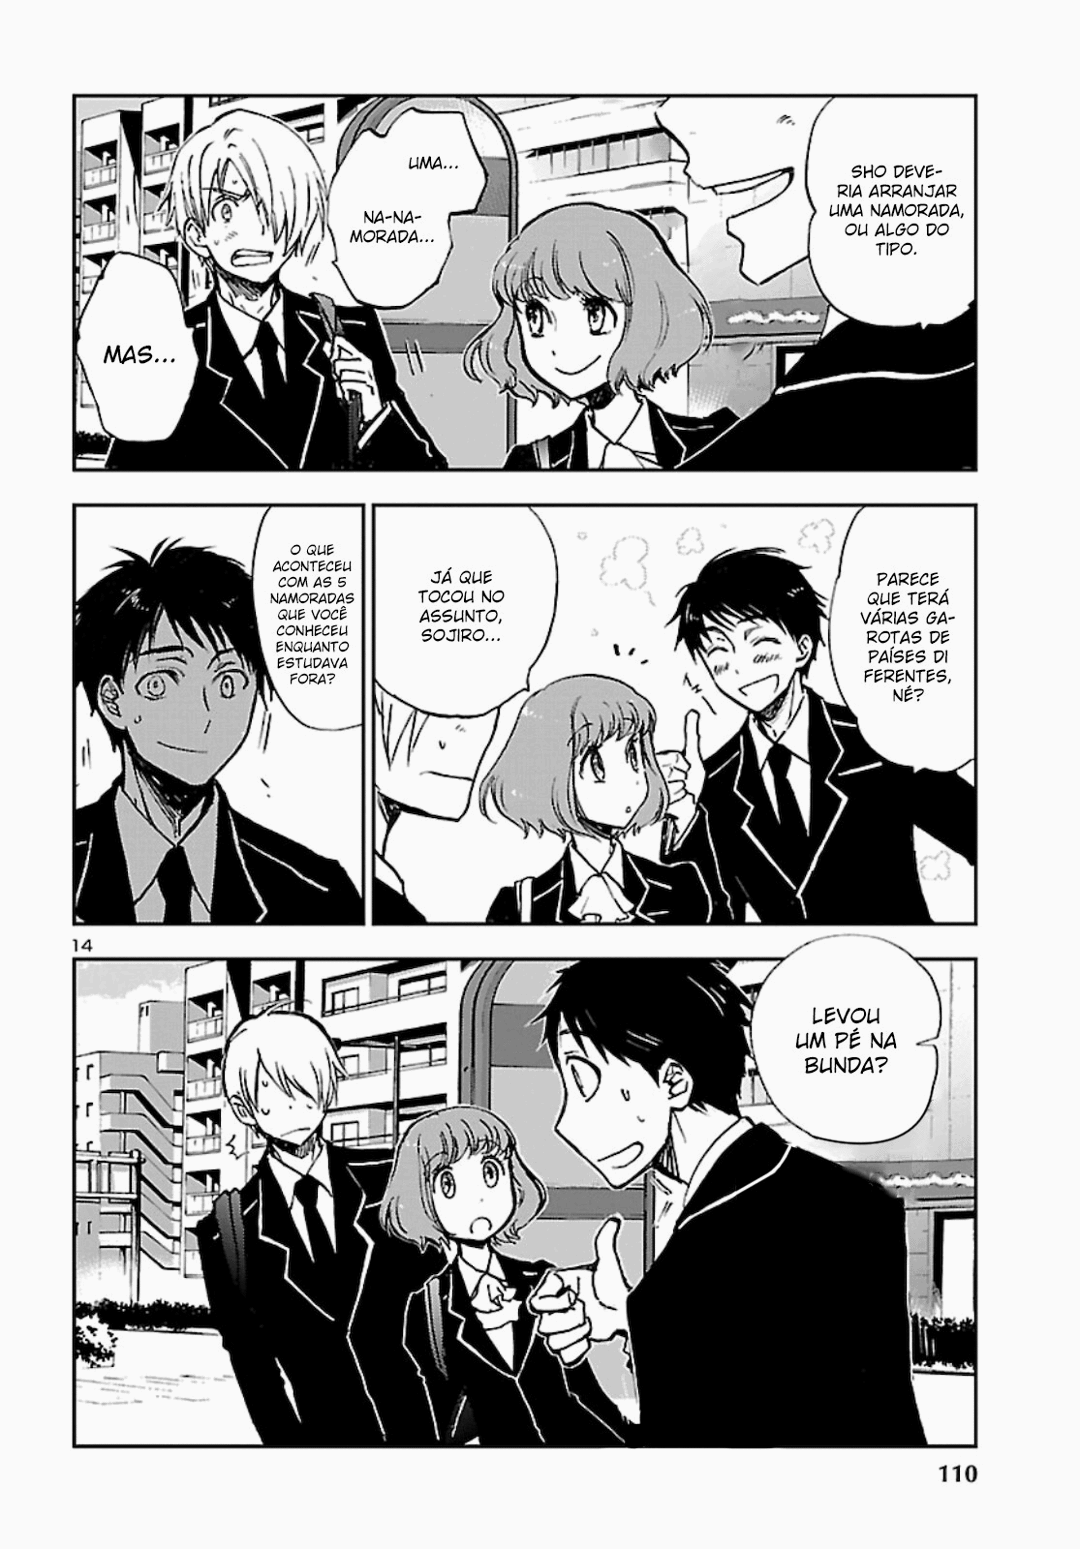 SHO DEVE-
RIA ARRANJAR
UMA NAMORADA,
OU ALGO DO
TIPO.
UMA...
NA-NA-
MORADA...
MAS...
PARECE
QUE TERÁ
VÁRIAS GA-
ROTAS DE
PAÍSES DI
FERENTES,
NÉ?
JÁ QUE
TOCOU NO
ASSUNTO,
SOJIRO...
O QUE
ACONTECEU
COM AS 5
NAMORADAS
QUE VOCÊ
CONHECEU
ENQUANTO
ESTUDAVA
FORA?
14
LEVOU
UM PÉ NA
BUNDA?
110